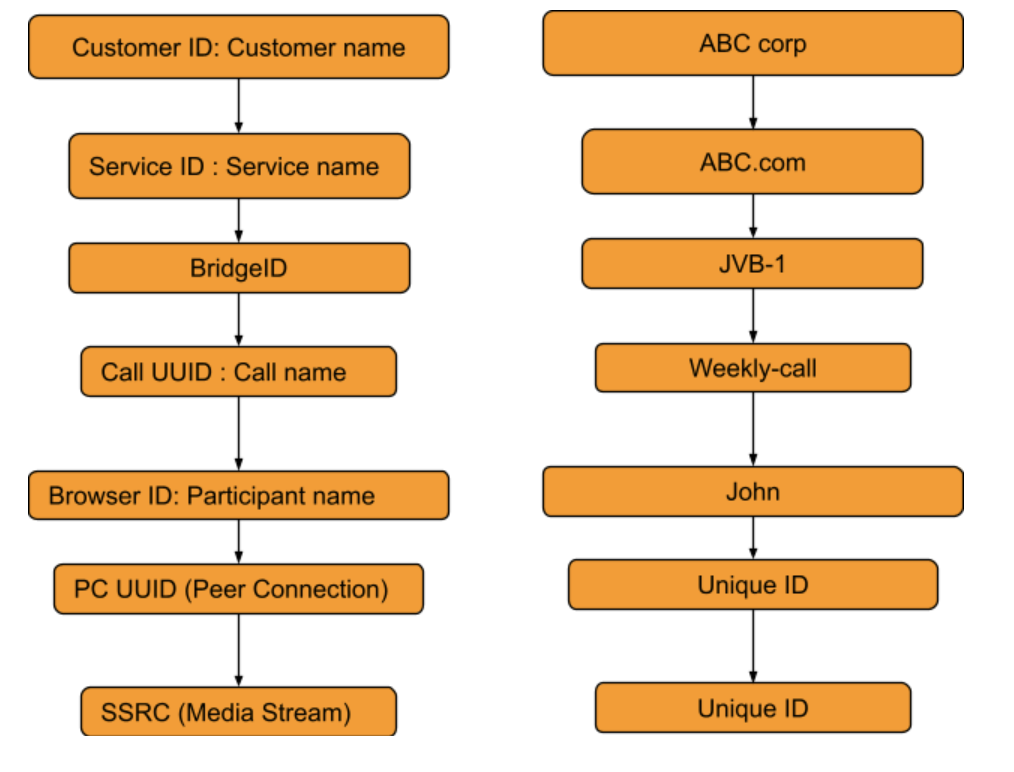 Customer ID: Customer name
Service ID : Service name
BridgeID
Call UUID : Call name
Browser ID: Participant name
PC UUID (Peer Connection)
SSRC (Media Stream)
ABC corp
ABC.com
JVB-1
Weekly-call
John
Unique ID
Unique ID